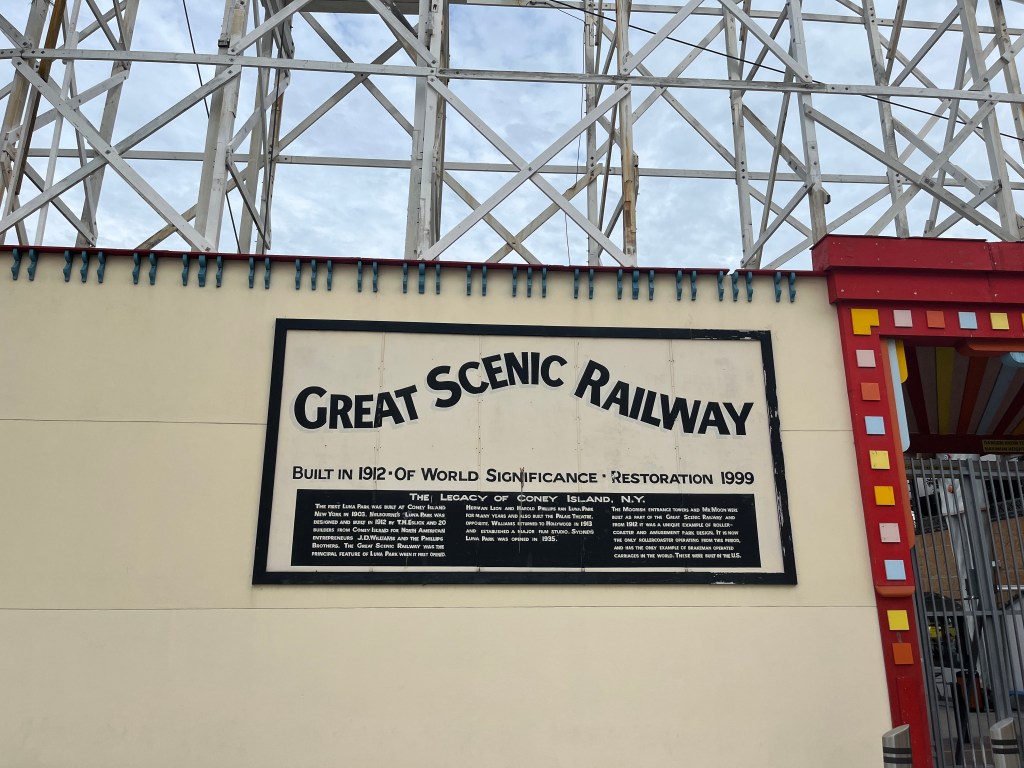 GREAT SCENIC RAILWAY
BUILT IN 1912 · OF WORLD SIGNIFICANCE · RESTORATION 1999
THE LEGACY OF CONEY ISLAND, N.Y.
THE FIRST LUNA PARK WAS BUILT AT CONEY ISLAND
NEW YORK IN 1903. MELBOURNE'S LUNA PARK WAS
DESIGNED AND BUILT IN 1912 BY T.H. ESLICK AND 20
BUILDERS FROM CONEY ISLAND FOR NORTH AMERICAN
ENTREPRENEURS J.D. WILLIAMS AND THE PHILLIPS
BROTHERS. THE GREAT SCENIC RAILWAY WAS THE
PRINCIPAL FEATURE OF LUNA PARK WHEN IT FIRST OPENED.
HERMAN LEON AND HAROLD PHILLIPS RAN LUNA PARK
FOR MANY YEARS AND ALSO BUILT THE PALAIS THEATRE,
OPPOSITE. WILLIAMS RETURNED TO HOLLYWOOD IN 1913
AND ESTABLISHED A MAJOR FILM STUDIO. SYDNEYS
LUNA PARK WAS OPENED IN 1935.
THE MOORISH ENTRANCE TOWERS AND MR. MOON WERE
BUILT AS PART OF THE GREAT SCENIC RAILWAY AND
FROM 1912 IT WAS A UNIQUE EXAMPLE OF ROLLER-
COASTER AND AMUSEMENT PARK DESIGN. IT IS NOW
THE ONLY ROLLERCOASTER OPERATING FROM THIS PERIOD,
AND HAS THE ONLY EXAMPLE OF BRAKEMAN OPERATED
CARRIAGES IN THE WORLD. THESE WERE BUILT IN THE U.S.